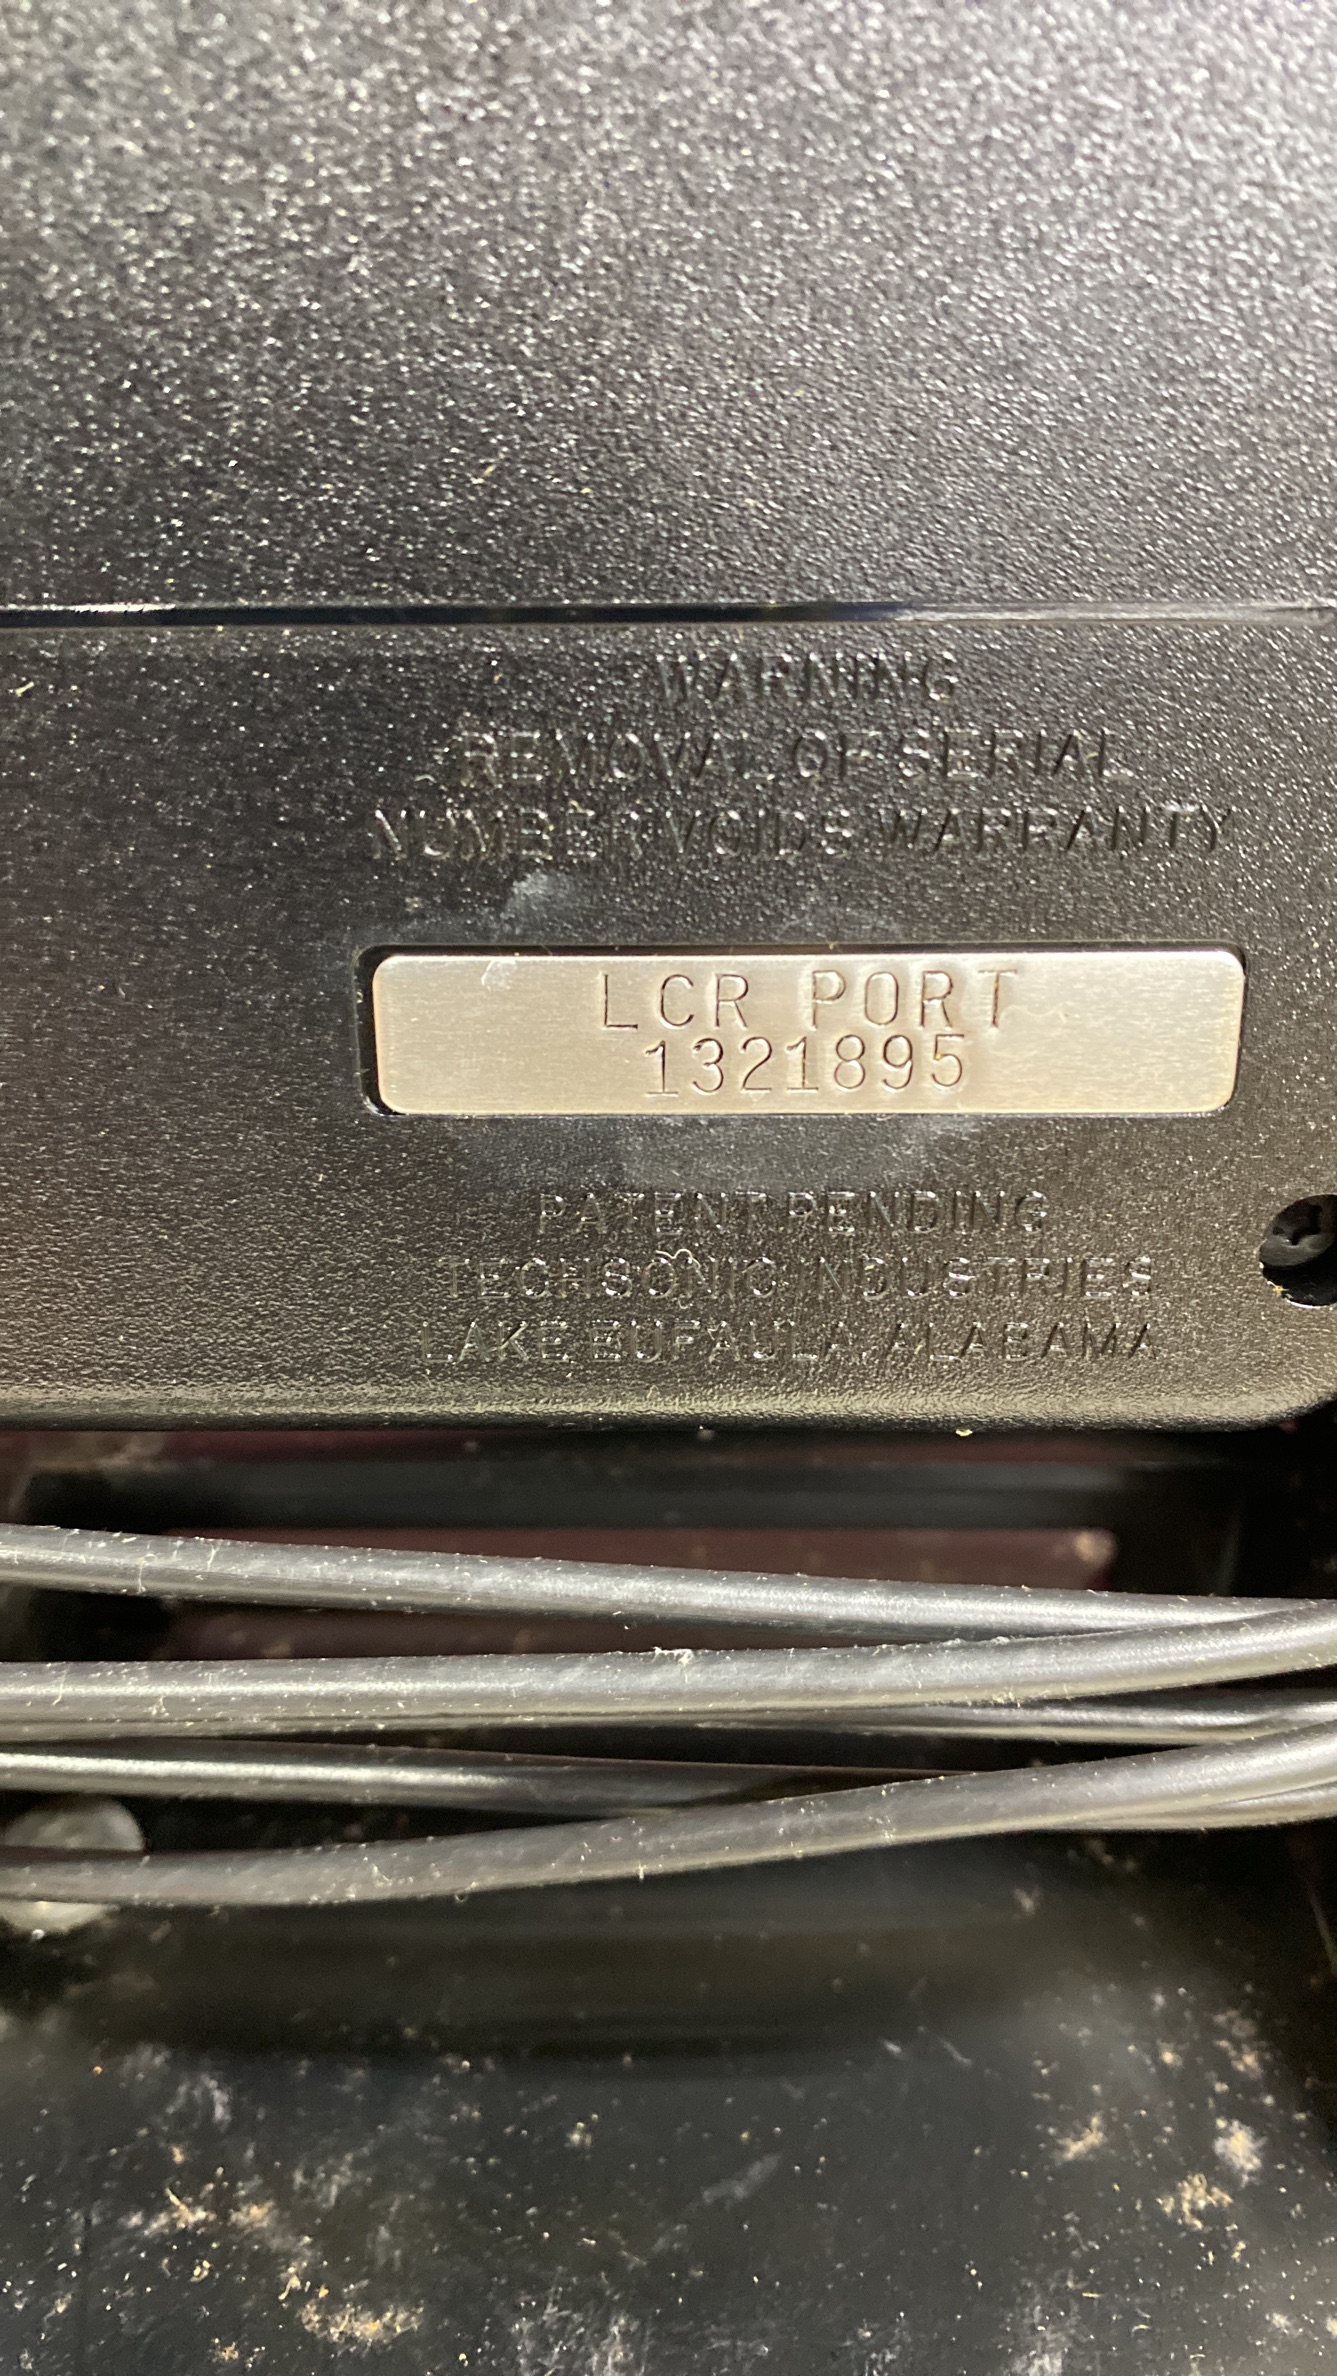 WARNING
REMOVAL OF SERIAL
NUMBER VOIDS WARRANTY
LCR PORT
1321895
PATENT PENDING
TECHSONIC INDUSTRIES
LAKE EUFAULA, ALABAMA